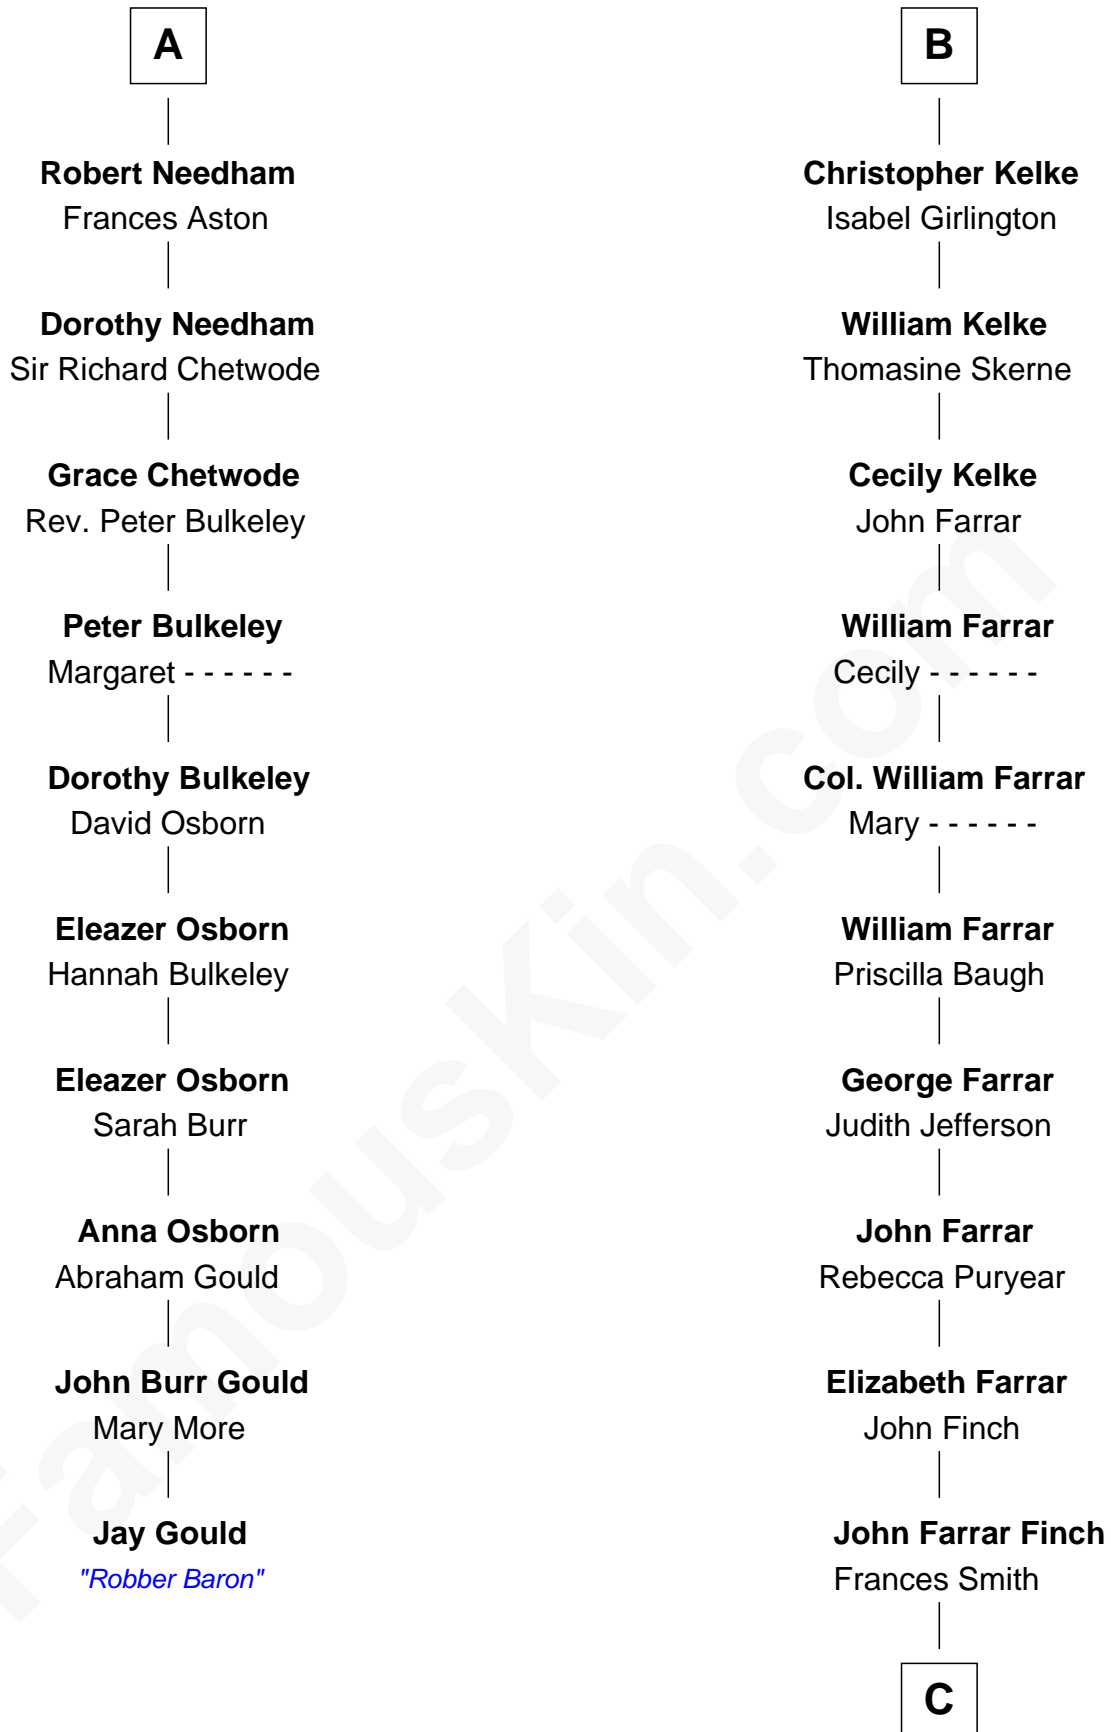 A
Robert Needham
Frances Aston
Dorothy Needham
Sir Richard Chetwode
Grace Chetwode
Rev. Peter Bulkeley
Peter Bulkeley
Margaret - - - - - -
Dorothy Bulkeley
David Osborn
Eleazer Osborn
Hannah Bulkeley
Eleazer Osborn
Sarah Burr
Anna Osborn
Abraham Gould
John Burr Gould
Mary More
Jay Gould
"Robber Baron"
B
Christopher Kelke
Isabel Girlington
William Kelke
Thomasine Skerne
Cecily Kelke
John Farrar
William Farrar
Cecily - - - - - -
Col. William Farrar
Mary - - - - - -
William Farrar
Priscilla Baugh
George Farrar
Judith Jefferson
John Farrar
Rebecca Puryear
Elizabeth Farrar
John Finch
John Farrar Finch
Frances Smith
C
FamousKin.com